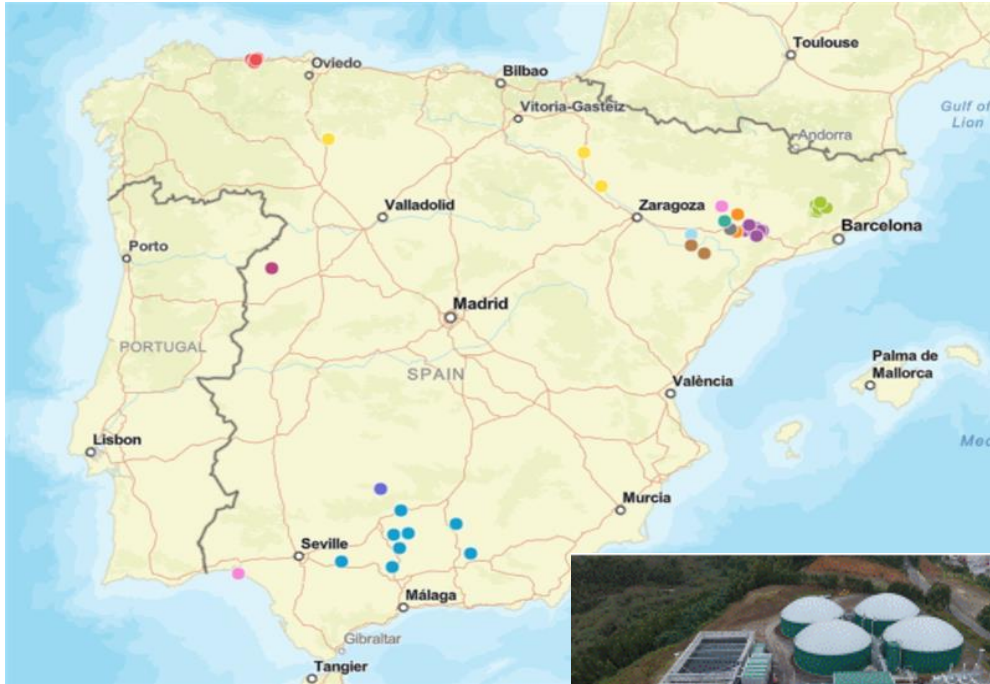 Toulouse
Oviedo
Bilbao
Vitoria-Gasteiz
Gulf of
Lion
Andorra
Valladolid
Zaragoza
Barcelona
Porto
Madrid
PORTUGAL
SPAIN
Palma de
Mallorca
València
Lisbon
Med
Murcia
Seville
Málaga
Gibraltar
Tangier